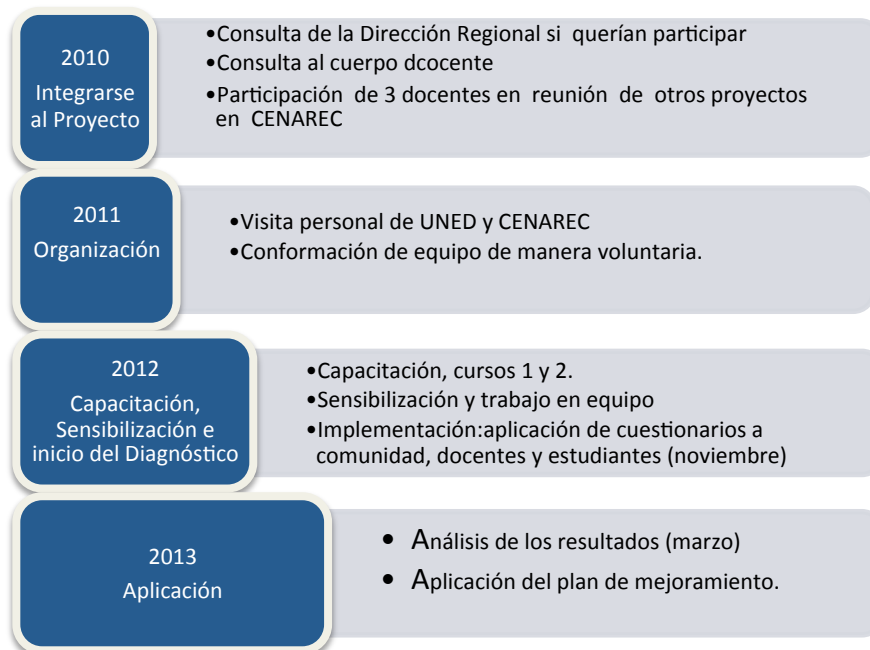 2010
Integrarse
al Proyecto
•Consulta de la Dirección Regional si querían participar
•Consulta al cuerpo dcocente
•Participación de 3 docentes en reunión de otros proyectos
en CENAREC
2011
Organización
•Visita personal de UNED y CENAREC
•Conformación de equipo de manera voluntaria.
2012
Capacitación,
Sensibilización e
inicio del Diagnóstico
•Capacitación, cursos 1 y 2.
•Sensibilización y trabajo en equipo
•Implementación:aplicación de cuestionarios a
comunidad, docentes y estudiantes (noviembre)
2013
Aplicación
• Análisis de los resultados (marzo)
• Aplicación del plan de mejoramiento.